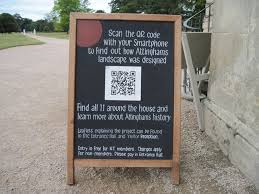 Scan the QR code
with your Smartphone
to Find out how Attinghams
landscape was designed
Find all 11 around the house and
learn more about Attinghams history
Leaflets explaining the project can be found
in the Entrance Hall and Visitor Reception
Entry is free for NT members. Charges apply
for non-members. Please pay in Entrance Hall